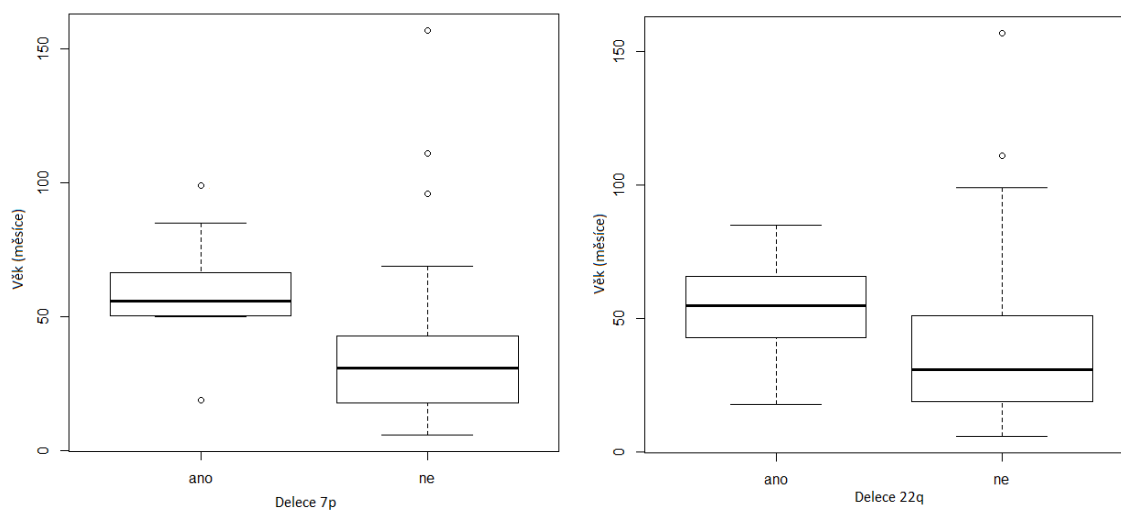 150
100
50
0
Věk (měsíce)
ano
ne
Delece 7p
150
100
50
0
Věk (měsíce)
ano
ne
Delece 22q